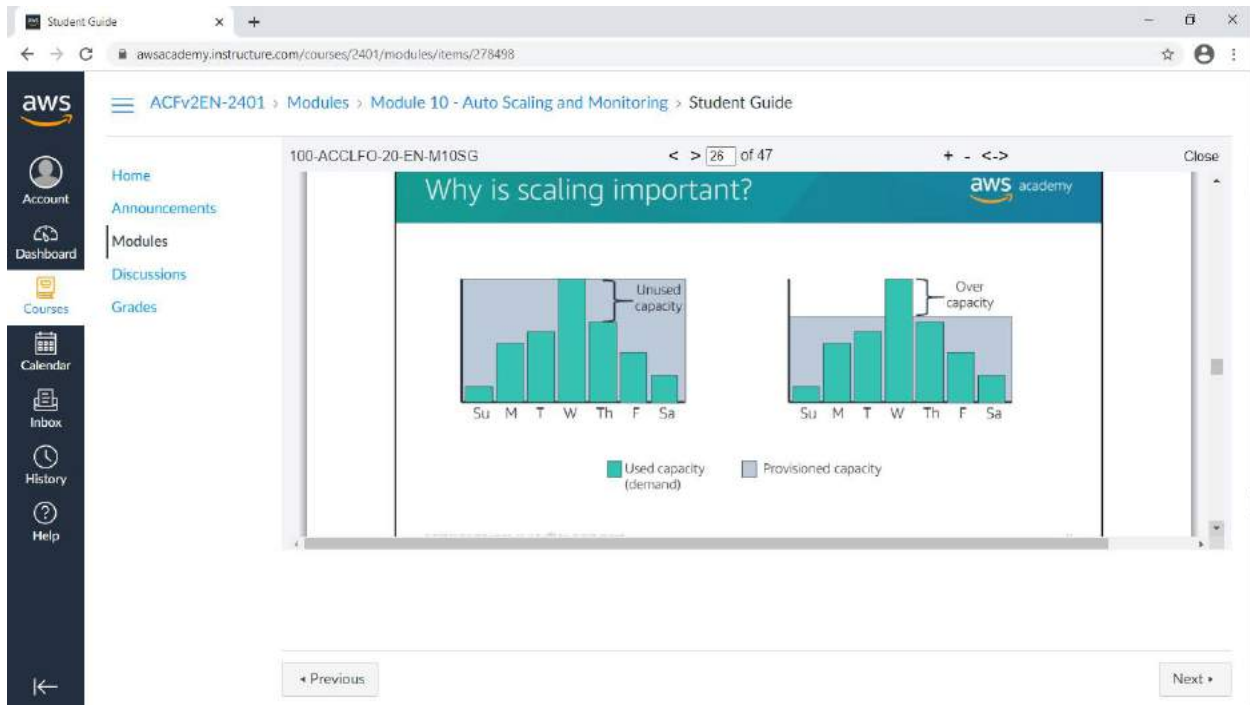 Student Guide
awsacademy.instructure.com/courses/2401/modules/items/278498
aws
ACFv2EN-2401 › Modules › Module 10 - Auto Scaling and Monitoring › Student Guide
Account
Dashboard
Courses
Calendar
Inbox
History
Help
Home
Announcements
Modules
Discussions
Grades
100-ACCLFO-20-EN-M10SG < > 26 of 47 + - <-> Close
Why is scaling important?
aws academy
Unused
capacity
Su M T W Th F Sa
Over
capacity
Su M T W Th F Sa
Used capacity
(demand)
Provisioned capacity
◂ Previous
Next ▸